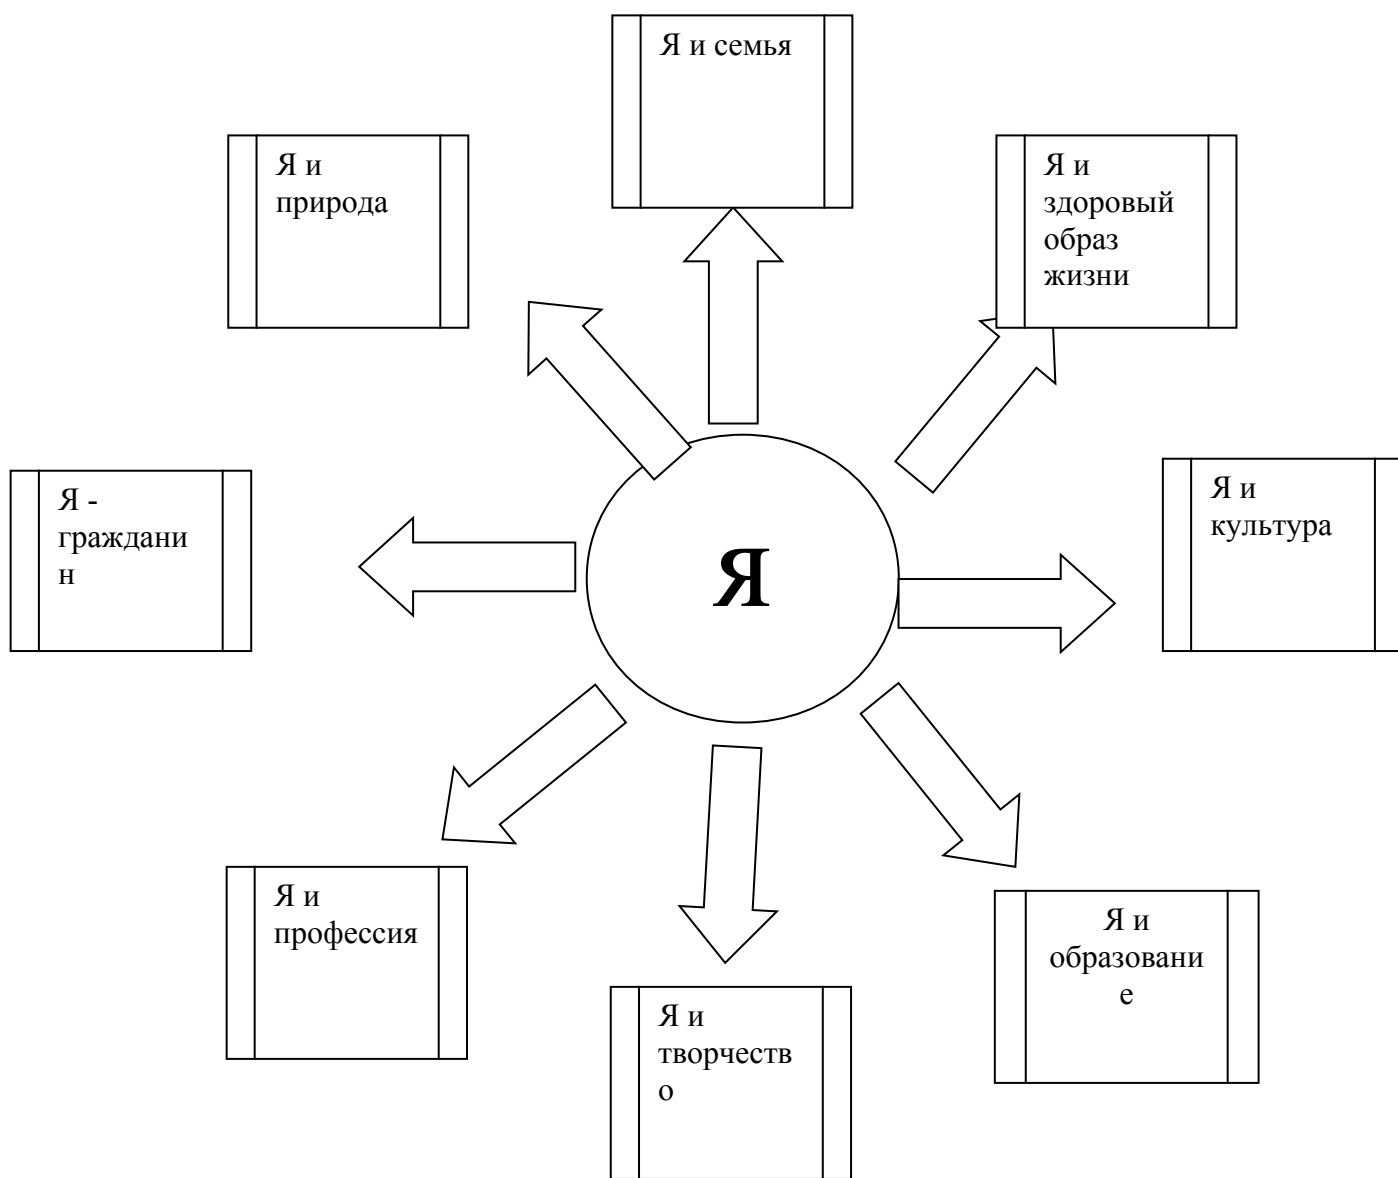 Я и семья
Я и
природа
Я и
здоровый
образ
жизни
Я -
граждани
н
Я
Я и
культура
Я и
профессия
Я и
творчеств
о
Я и
образовани
е